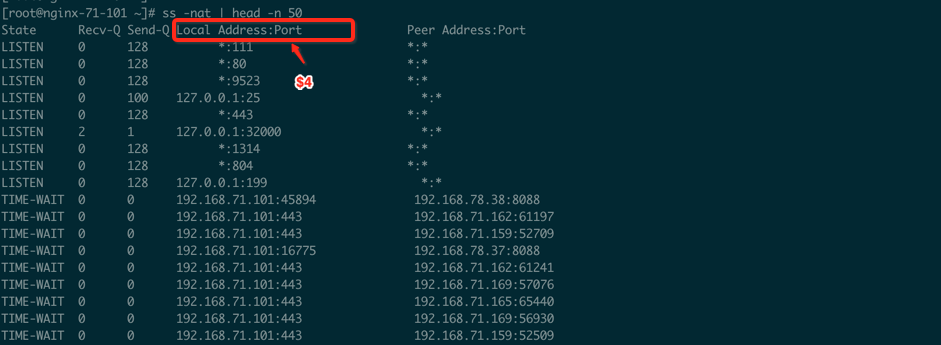 [root@nginx-71-101 ~]# ss -nat | head -n 50
State Recv-Q Send-Q Local Address:Port Peer Address:Port
LISTEN 0 128 *:111 *:*
LISTEN 0 128 *:80 *:*
LISTEN 0 128 *:9523 *:*
$4
LISTEN 0 100 127.0.0.1:25 *:*
LISTEN 0 128 *:443 *:*
LISTEN 2 1 127.0.0.1:32000 *:*
LISTEN 0 128 *:1314 *:*
LISTEN 0 128 *:804 *:*
LISTEN 0 128 127.0.0.1:199 *:*
TIME-WAIT 0 0 192.168.71.101:45894 192.168.78.38:8088
TIME-WAIT 0 0 192.168.71.101:443 192.168.71.162:61197
TIME-WAIT 0 0 192.168.71.101:443 192.168.71.159:52709
TIME-WAIT 0 0 192.168.71.101:16775 192.168.78.37:8088
TIME-WAIT 0 0 192.168.71.101:443 192.168.71.162:61241
TIME-WAIT 0 0 192.168.71.101:443 192.168.71.169:57076
TIME-WAIT 0 0 192.168.71.101:443 192.168.71.165:65440
TIME-WAIT 0 0 192.168.71.101:443 192.168.71.169:56930
TIME-WAIT 0 0 192.168.71.101:443 192.168.71.159:52509